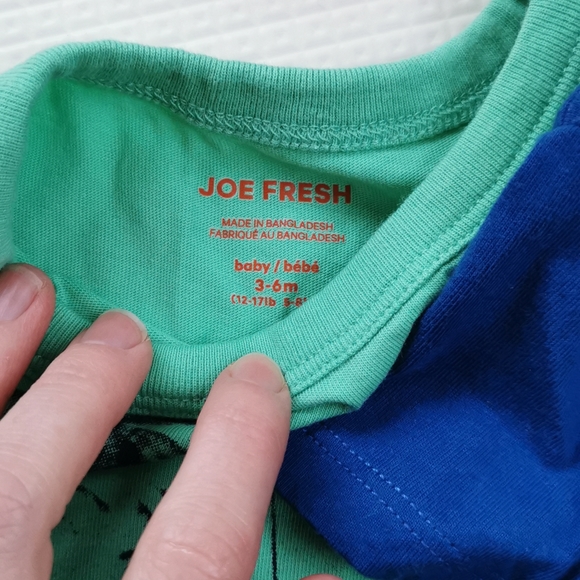 JOE FRESH
MADE IN BANGLADESH
FABRIQUÉ AU BANGLADESH
baby / bébé
3-6m
(12-17lb